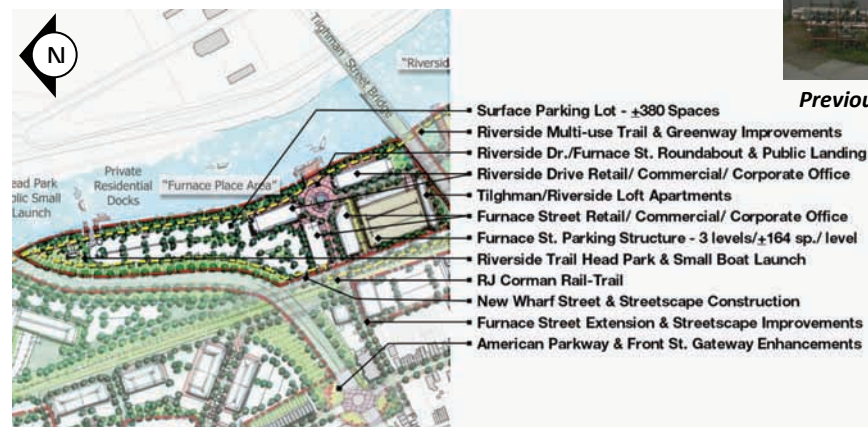 N
Tilghman Street Bridge
"Riversid
Previou
ead Park
blic Small
Launch
Private
Residential
Docks
"Furnace Place Area"
Surface Parking Lot - ±380 Spaces
Riverside Multi-use Trail & Greenway Improvements
Riverside Dr./Furnace St. Roundabout & Public Landing
Riverside Drive Retail/ Commercial/ Corporate Office
Tilghman/Riverside Loft Apartments
Furnace Street Retail/ Commercial/ Corporate Office
Furnace St. Parking Structure - 3 levels/±164 sp./ level
Riverside Trail Head Park & Small Boat Launch
RJ Corman Rail-Trail
New Wharf Street & Streetscape Construction
Furnace Street Extension & Streetscape Improvements
American Parkway & Front St. Gateway Enhancements